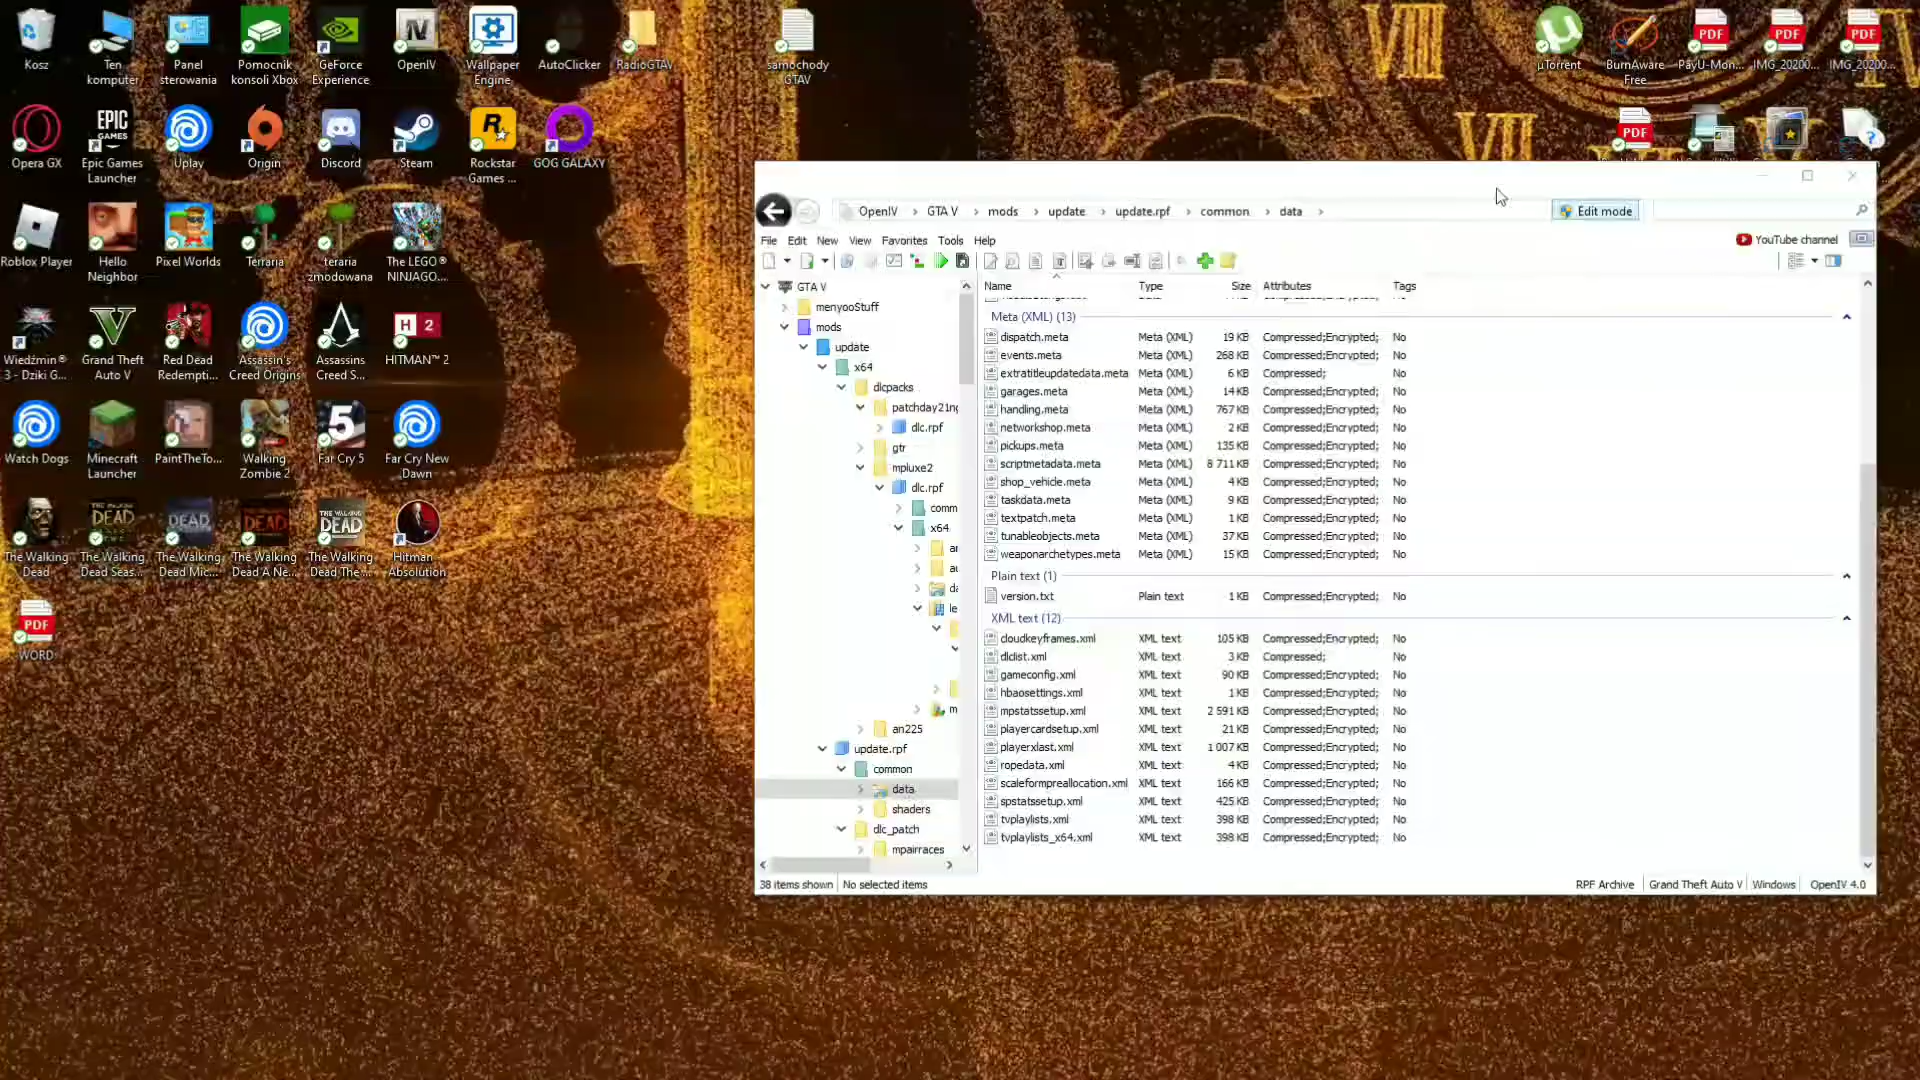 Kosz
Ten
komputer
Panel
sterowania
Pomocnik
konsoli Xbox
GeForce
Experience
OpenIV
Wallpaper
Engine
AutoClicker
RadioGTAV
samochody
GTAV
µTorrent
BurnAware
Free
PayU-Mon...
IMG_20200...
IMG_20200...
Opera GX
Epic Games
Launcher
Uplay
Origin
Discord
Steam
Rockstar
Games ...
GOG GALAXY
Roblox Player
Hello
Neighbor
Pixel Worlds
Terraria
teraria
zmodowana
The LEGO®
NINJAGO...
Wiedźmin®
3 - Dziki G...
Grand Theft
Auto V
Red Dead
Redempti...
Assassin's
Creed Origins
Assassins
Creed S...
HITMAN™ 2
Watch Dogs
Minecraft
Launcher
PaintTheTo...
Walking
Zombie 2
Far Cry 5
Far Cry New
Dawn
The Walking
Dead
The Walking
Dead Seas...
The Walking
Dead Mic...
The Walking
Dead A Ne...
The Walking
Dead The ...
Hitman
Absolution
WORD
OpenIV > GTA V > mods > update > update.rpf > common > data >
Edit mode
File Edit New View Favorites Tools Help
YouTube channel
GTA V
menyooStuff
mods
update
x64
dlcpacks
patchday21ng
dlc.rpf
gtr
mpluxe2
dlc.rpf
comm
x64
an225
update.rpf
common
data
shaders
dlc_patch
mpairraces
Name Type Size Attributes Tags
Meta (XML) (13)
dispatch.meta Meta (XML) 19 KB Compressed;Encrypted; No
events.meta Meta (XML) 268 KB Compressed;Encrypted; No
extratitleupdatedata.meta Meta (XML) 6 KB Compressed; No
garages.meta Meta (XML) 14 KB Compressed;Encrypted; No
handling.meta Meta (XML) 767 KB Compressed;Encrypted; No
networkshop.meta Meta (XML) 2 KB Compressed;Encrypted; No
pickups.meta Meta (XML) 135 KB Compressed;Encrypted; No
scriptmetadata.meta Meta (XML) 8 711 KB Compressed;Encrypted; No
shop_vehicle.meta Meta (XML) 4 KB Compressed;Encrypted; No
taskdata.meta Meta (XML) 9 KB Compressed;Encrypted; No
textpatch.meta Meta (XML) 1 KB Compressed;Encrypted; No
tunableobjects.meta Meta (XML) 37 KB Compressed;Encrypted; No
weaponarchetypes.meta Meta (XML) 15 KB Compressed;Encrypted; No
Plain text (1)
version.txt Plain text 1 KB Compressed;Encrypted; No
XML text (12)
cloudkeyframes.xml XML text 105 KB Compressed;Encrypted; No
dlclist.xml XML text 3 KB Compressed; No
gameconfig.xml XML text 90 KB Compressed;Encrypted; No
hbaosettings.xml XML text 1 KB Compressed;Encrypted; No
mpstatssetup.xml XML text 2 591 KB Compressed;Encrypted; No
playercardsetup.xml XML text 21 KB Compressed;Encrypted; No
playerxlast.xml XML text 1 007 KB Compressed;Encrypted; No
ropedata.xml XML text 4 KB Compressed;Encrypted; No
scaleformpreallocation.xml XML text 166 KB Compressed;Encrypted; No
spstatssetup.xml XML text 425 KB Compressed;Encrypted; No
tvplaylists.xml XML text 398 KB Compressed;Encrypted; No
tvplaylists_x64.xml XML text 398 KB Compressed;Encrypted; No
38 items shown No selected items
RPF Archive Grand Theft Auto V Windows OpenIV 4.0